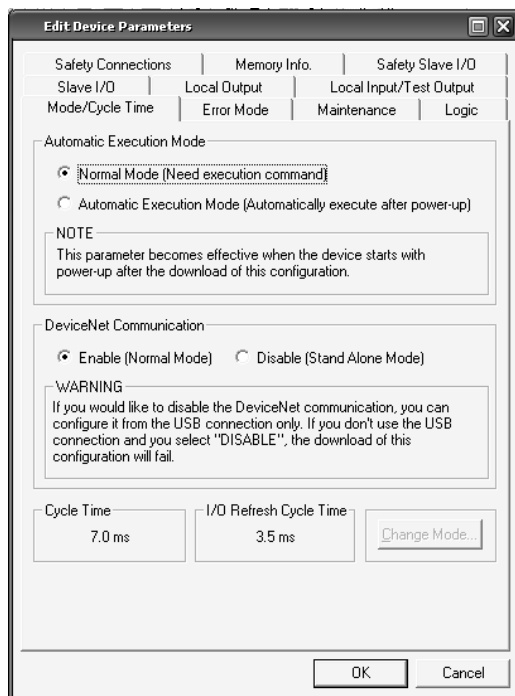 Edit Device Parameters
Safety Connections
Memory Info.
Safety Slave I/O
Slave I/O
Local Output
Local Input/Test Output
Mode/Cycle Time
Error Mode
Maintenance
Logic
Automatic Execution Mode
Normal Mode (Need execution command)
Automatic Execution Mode (Automatically execute after power-up)
NOTE
This parameter becomes effective when the device starts with
power-up after the download of this configuration.
DeviceNet Communication
Enable (Normal Mode)
Disable (Stand Alone Mode)
WARNING
If you would like to disable the DeviceNet communication, you can
configure it from the USB connection only. If you don't use the USB
connection and you select "DISABLE", the download of this
configuration will fail.
Cycle Time
7.0 ms
I/O Refresh Cycle Time
3.5 ms
Change Mode...
OK
Cancel